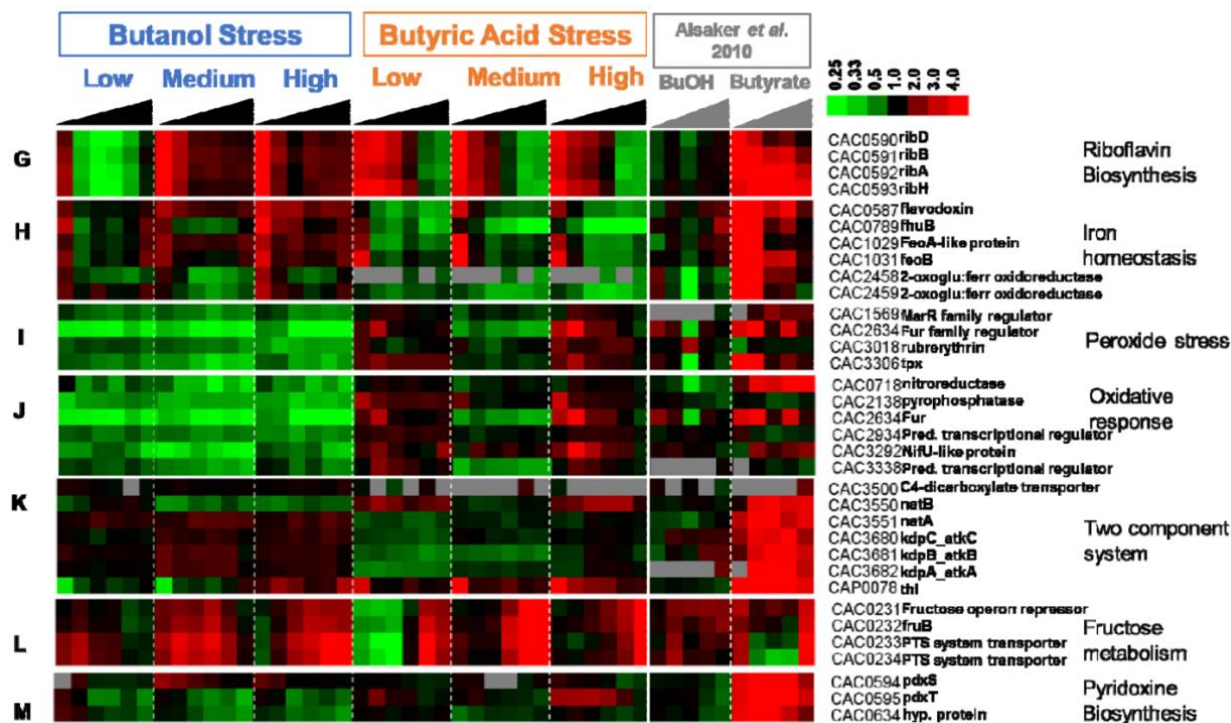 Butanol Stress Butyric Acid Stress Alsaker et al. 2010
Low Medium High Low Medium High BuOH Butyrate
0.25 0.33 0.5 1.0 2.0 3.0 4.0
G
CAC0590 ribD
CAC0591 ribB
CAC0592 ribA
CAC0593 ribH
Riboflavin
Biosynthesis
H
CAC0587 flavodoxin
CAC0789 fhuB
CAC1029 FeoA-like protein
CAC1031 feoB
CAC2458 2-oxoglu:ferr oxidoreductase
CAC2459 2-oxoglu:ferr oxidoreductase
Iron
homeostasis
I
CAC1569 MarR family regulator
CAC2634 Fur family regulator
CAC3018 rubrerythrin
CAC3306 tpx
Peroxide stress
J
CAC0718 nitroreductase
CAC2138 pyrophosphatase
CAC2634 Fur
CAC2934 Pred. transcriptional regulator
CAC3292 NifU-like protein
CAC3338 Pred. transcriptional regulator
Oxidative
response
K
CAC3500 C4-dicarboxylate transporter
CAC3550 natB
CAC3551 natA
CAC3680 kdpC_atkC
CAC3681 kdpB_atkB
CAC3682 kdpA_atkA
CAP0078 thl
Two component
system
L
CAC0231 Fructose operon repressor
CAC0232 fruB
CAC0233 PTS system transporter
CAC0234 PTS system transporter
Fructose
metabolism
M
CAC0594 pdxS
CAC0595 pdxT
CAC0634 hyp. protein
Pyridoxine
Biosynthesis